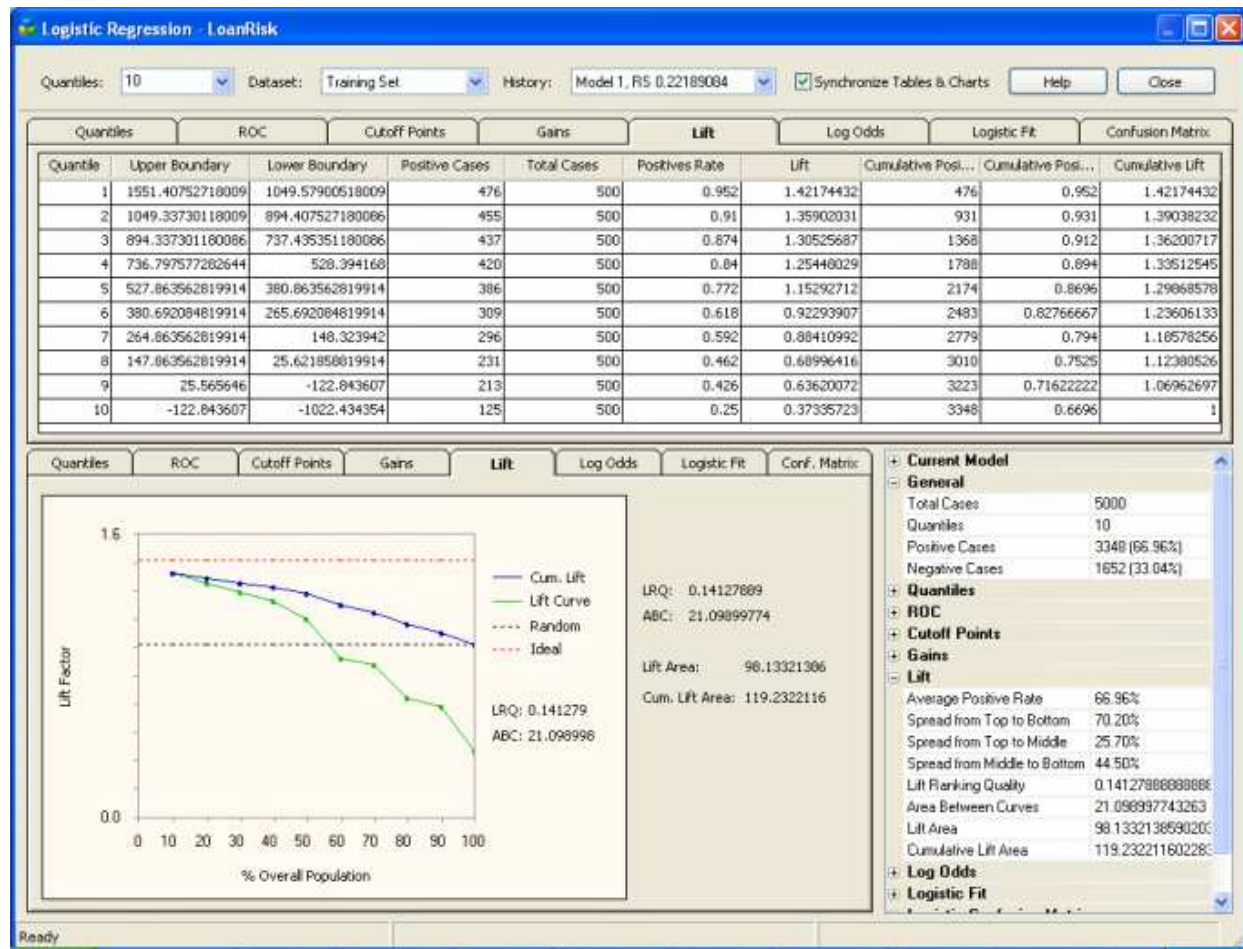 Logistic Regression - LoanRisk
Quantiles: 10 Dataset: Training Set History: Model 1, RS 0.22189084 Synchronize Tables & Charts Help Close
Quantiles ROC Cutoff Points Gains Lift Log Odds Logistic Fit Confusion Matrix
Quantile Upper Boundary Lower Boundary Positive Cases Total Cases Positives Rate Lift Cumulative Posi... Cumulative Posi... Cumulative Lift
1 1551.40752718009 1049.57900518009 476 500 0.952 1.42174432 476 0.952 1.42174432
2 1049.33730118009 894.407527180086 455 500 0.91 1.35902031 931 0.931 1.39038232
3 894.337301180086 737.435351180086 437 500 0.874 1.30525687 1368 0.912 1.36200717
4 736.797577282644 528.394168 420 500 0.84 1.25448029 1788 0.894 1.33512545
5 527.863562819914 380.863562819914 386 500 0.772 1.15292712 2174 0.8696 1.29868578
6 380.692084819914 265.692084819914 309 500 0.618 0.92293907 2483 0.82766667 1.23606133
7 264.863562819914 148.323942 296 500 0.592 0.88410992 2779 0.794 1.18578256
8 147.863562819914 25.621858819914 231 500 0.462 0.68996416 3010 0.7525 1.12380526
9 25.565646 -122.843607 213 500 0.426 0.63620072 3223 0.71622222 1.06962697
10 -122.843607 -1022.434354 125 500 0.25 0.37335723 3348 0.6696 1
Quantiles ROC Cutoff Points Gains Lift Log Odds Logistic Fit Conf. Matrix
1.6
0.0
Lift Factor
0 10 20 30 40 50 60 70 80 90 100
% Overall Population
Cum. Lift
Lift Curve
Random
Ideal
LRQ: 0.141279
ABC: 21.098998
LRQ: 0.14127889
ABC: 21.09899774
Lift Area: 98.13321386
Cum. Lift Area: 119.2322116
Current Model
General
Total Cases 5000
Quantiles 10
Positive Cases 3348 (66.96%)
Negative Cases 1652 (33.04%)
Quantiles
ROC
Cutoff Points
Gains
Lift
Average Positive Rate 66.96%
Spread from Top to Bottom 70.20%
Spread from Top to Middle 25.70%
Spread from Middle to Bottom 44.50%
Lift Ranking Quality 0.1412788888888
Area Between Curves 21.098997743263
Lift Area 98.1332138590203
Cumulative Lift Area 119.232211602283
Log Odds
Logistic Fit
Ready